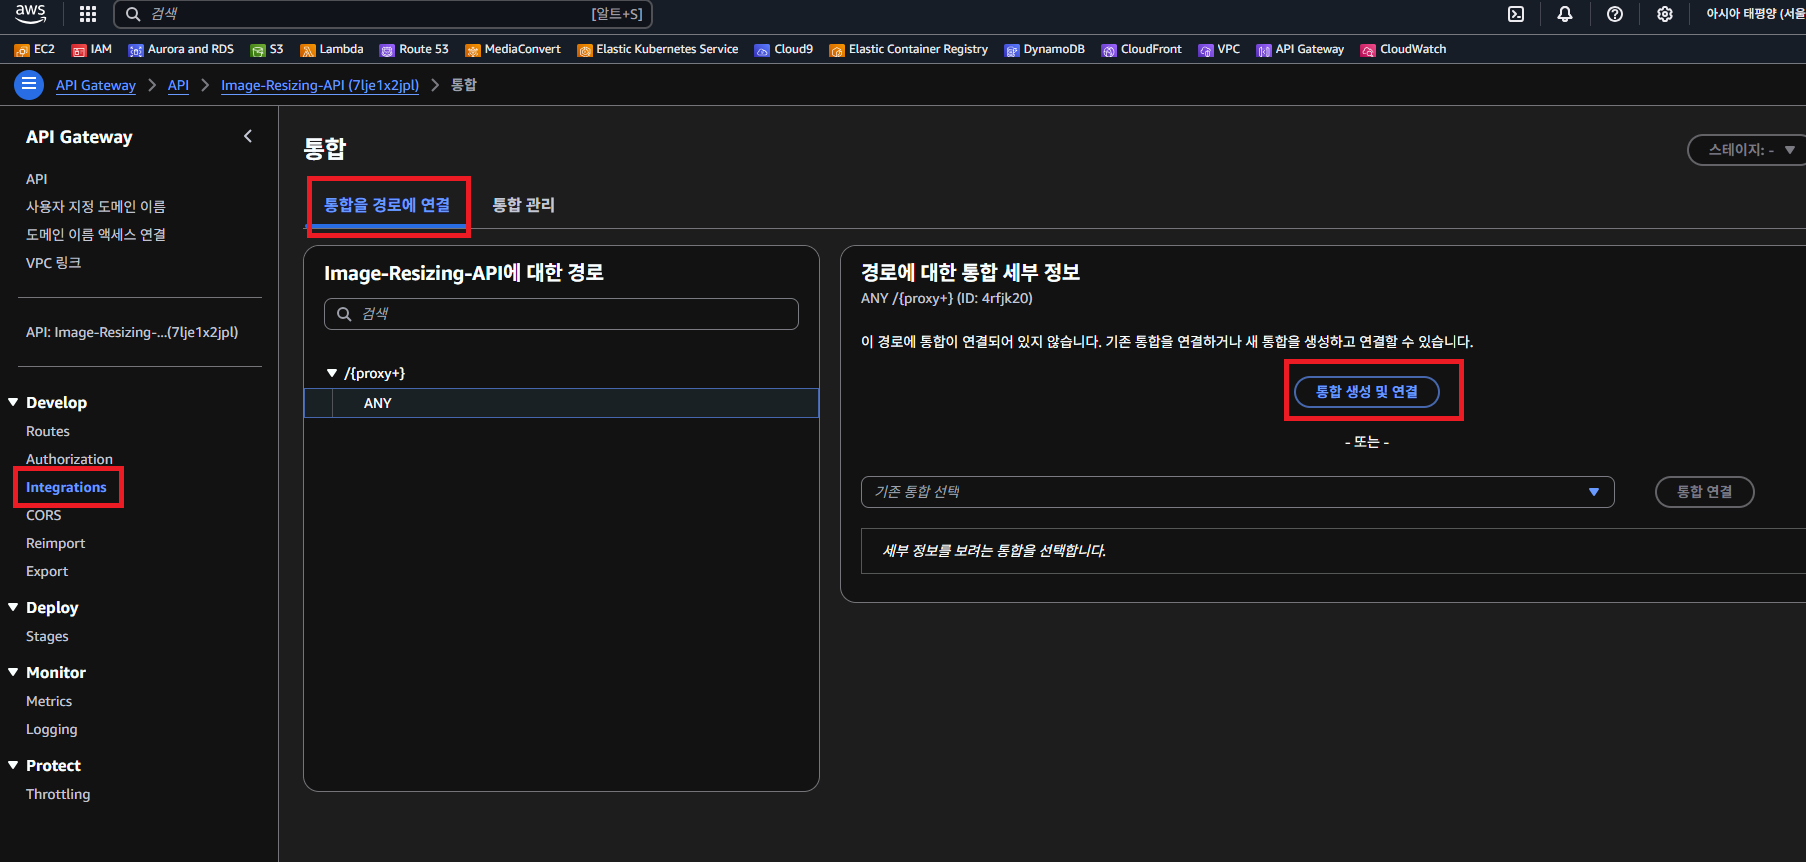 aws
검색
[알트+S]
아시아 태평양 (서울
EC2 IAM Aurora and RDS S3 Lambda Route 53 MediaConvert Elastic Kubernetes Service Cloud9 Elastic Container Registry DynamoDB CloudFront VPC API Gateway CloudWatch
API Gateway > API > Image-Resizing-API (7lje1x2jpl) > 통합
API Gateway
API
사용자 지정 도메인 이름
도메인 이름 액세스 연결
VPC 링크
API: Image-Resizing-...(7lje1x2jpl)
Develop
Routes
Authorization
Integrations
CORS
Reimport
Export
Deploy
Stages
Monitor
Metrics
Logging
Protect
Throttling
통합
스테이지: -
통합을 경로에 연결
통합 관리
Image-Resizing-API에 대한 경로
검색
/{proxy+}
ANY
경로에 대한 통합 세부 정보
ANY /{proxy+} (ID: 4rfjk20)
이 경로에 통합이 연결되어 있지 않습니다. 기존 통합을 연결하거나 새 통합을 생성하고 연결할 수 있습니다.
통합 생성 및 연결
- 또는 -
기존 통합 선택
통합 연결
세부 정보를 보려는 통합을 선택합니다.